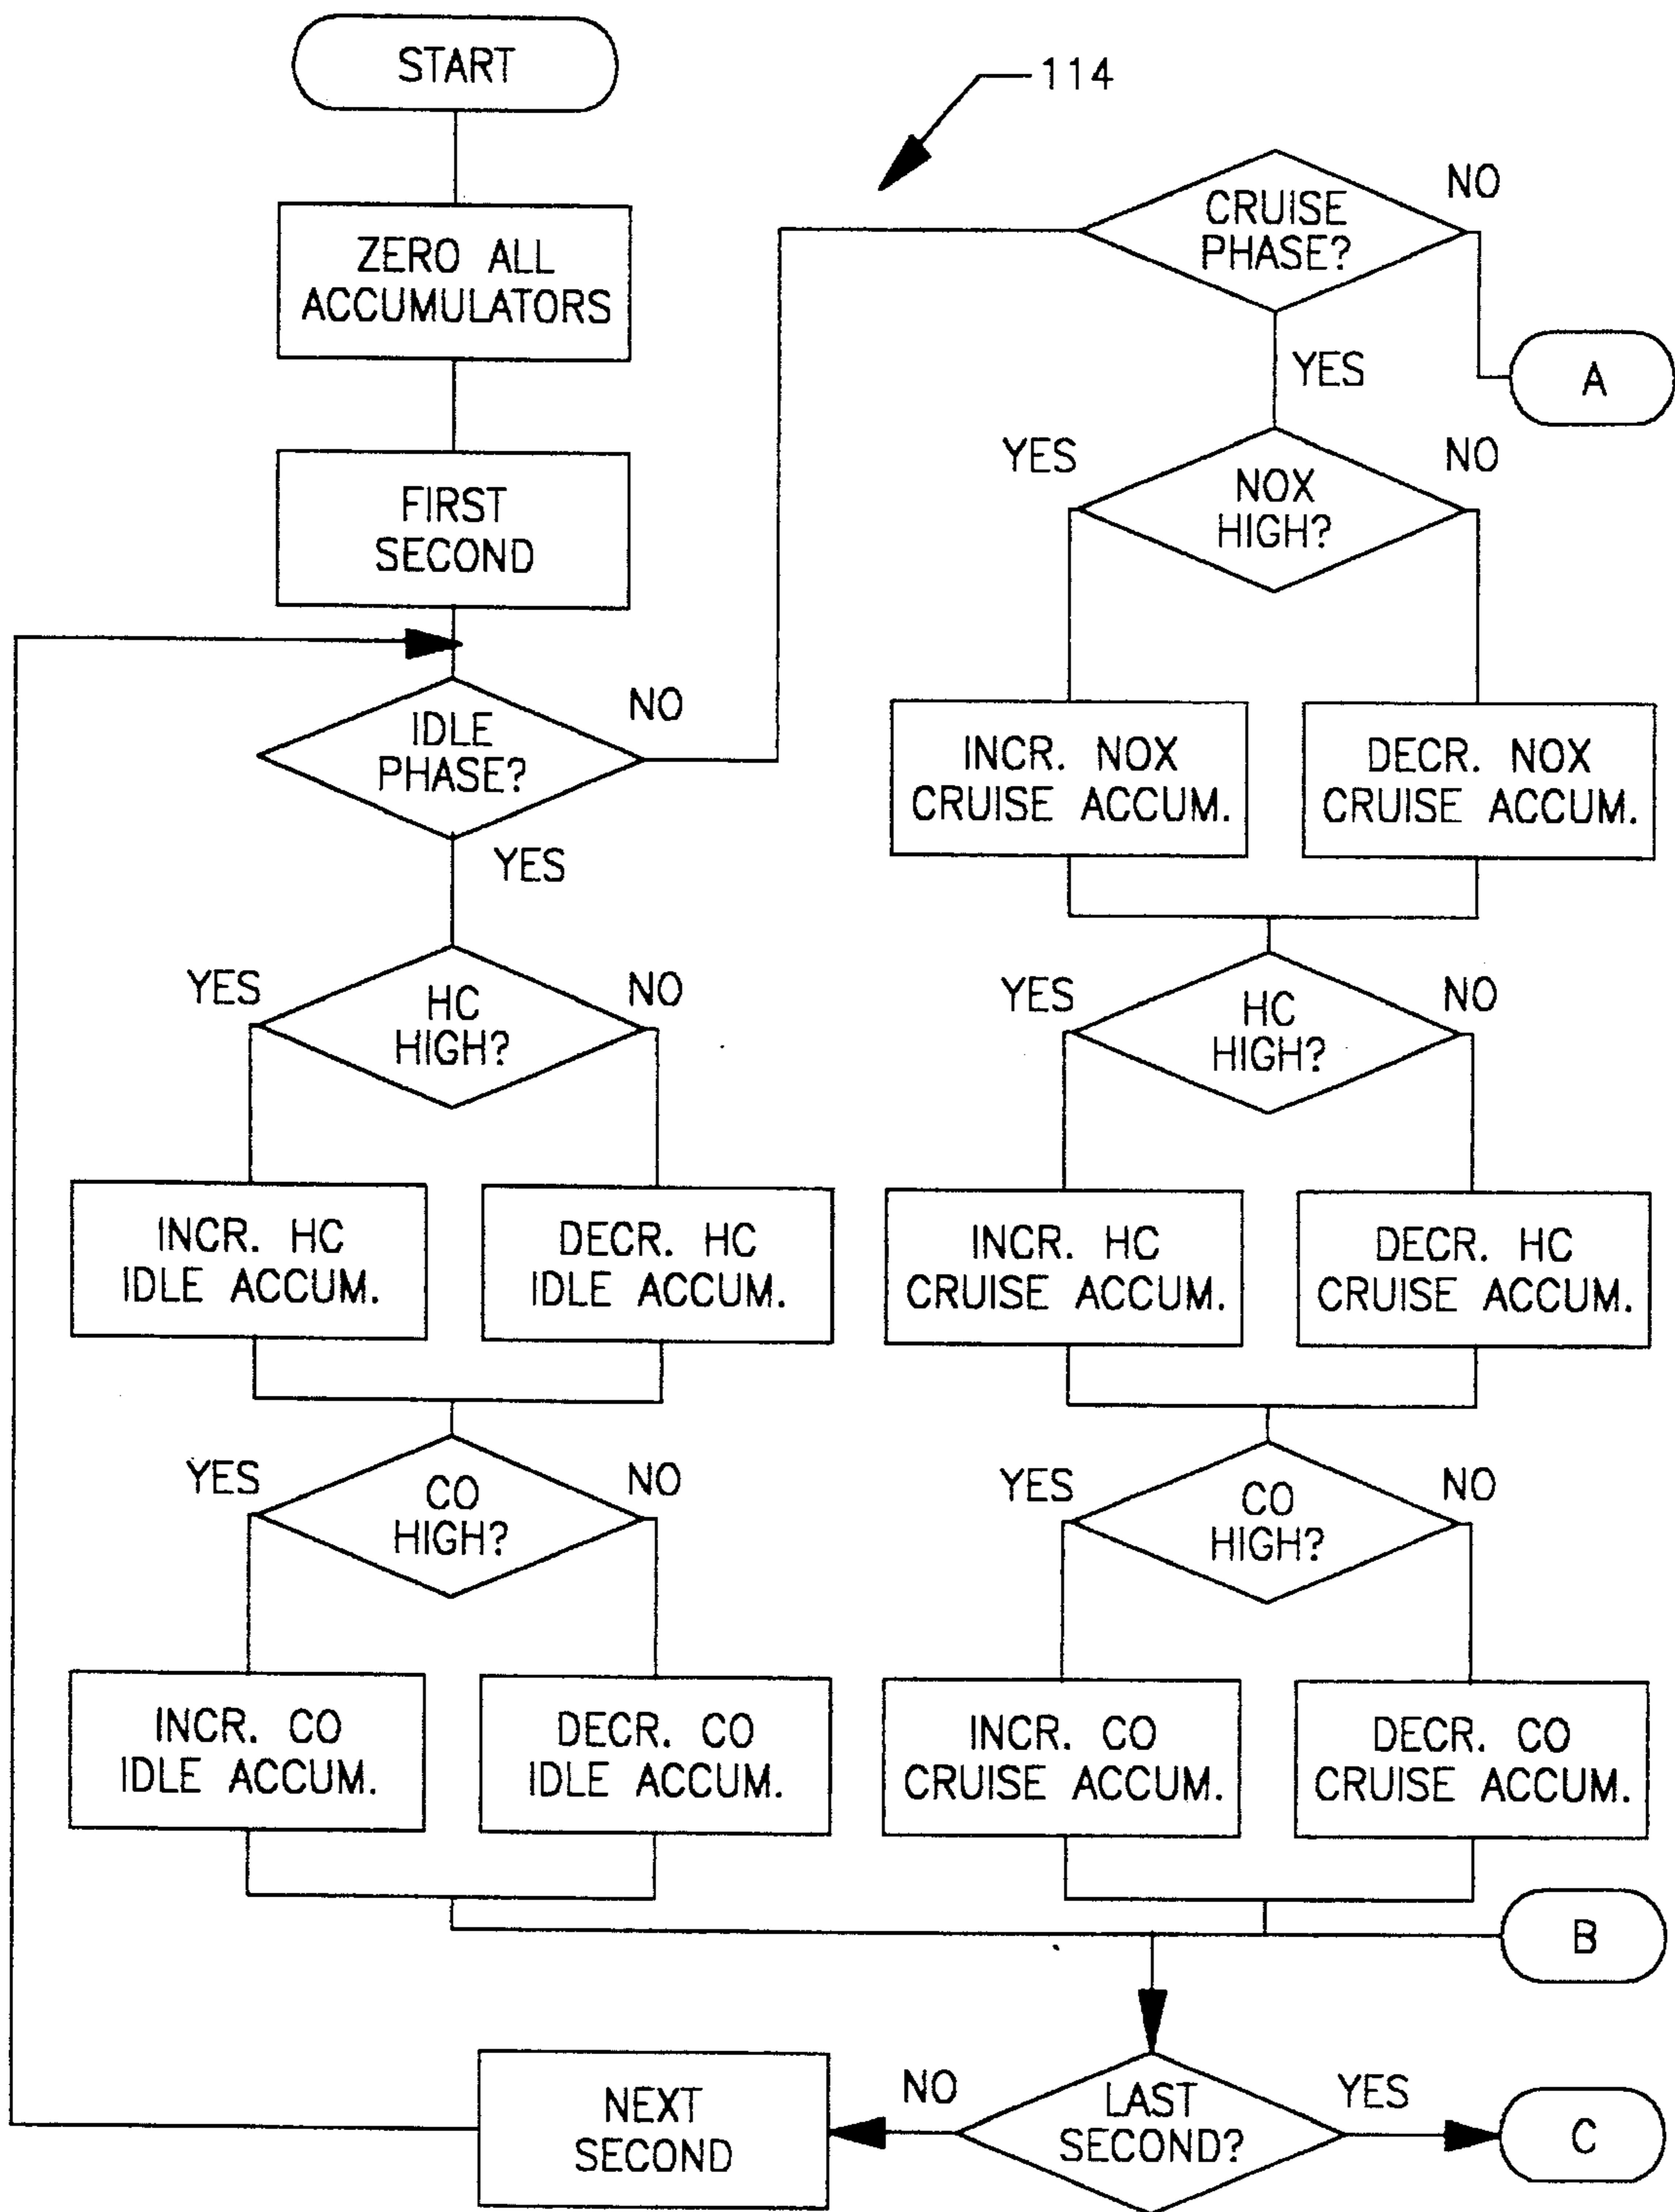 START
114
ZERO ALL
ACCUMULATORS
FIRST
SECOND
IDLE
PHASE?
NO
YES
HC
HIGH?
YES
NO
INCR. HC
IDLE ACCUM.
DECR. HC
IDLE ACCUM.
CO
HIGH?
YES
NO
INCR. CO
IDLE ACCUM.
DECR. CO
IDLE ACCUM.
CRUISE
PHASE?
NO
A
YES
NOX
HIGH?
YES
NO
INCR. NOX
CRUISE ACCUM.
DECR. NOX
CRUISE ACCUM.
HC
HIGH?
YES
NO
INCR. HC
CRUISE ACCUM.
DECR. HC
CRUISE ACCUM.
CO
HIGH?
YES
NO
INCR. CO
CRUISE ACCUM.
DECR. CO
CRUISE ACCUM.
B
LAST
SECOND?
NO
YES
NEXT
SECOND
C